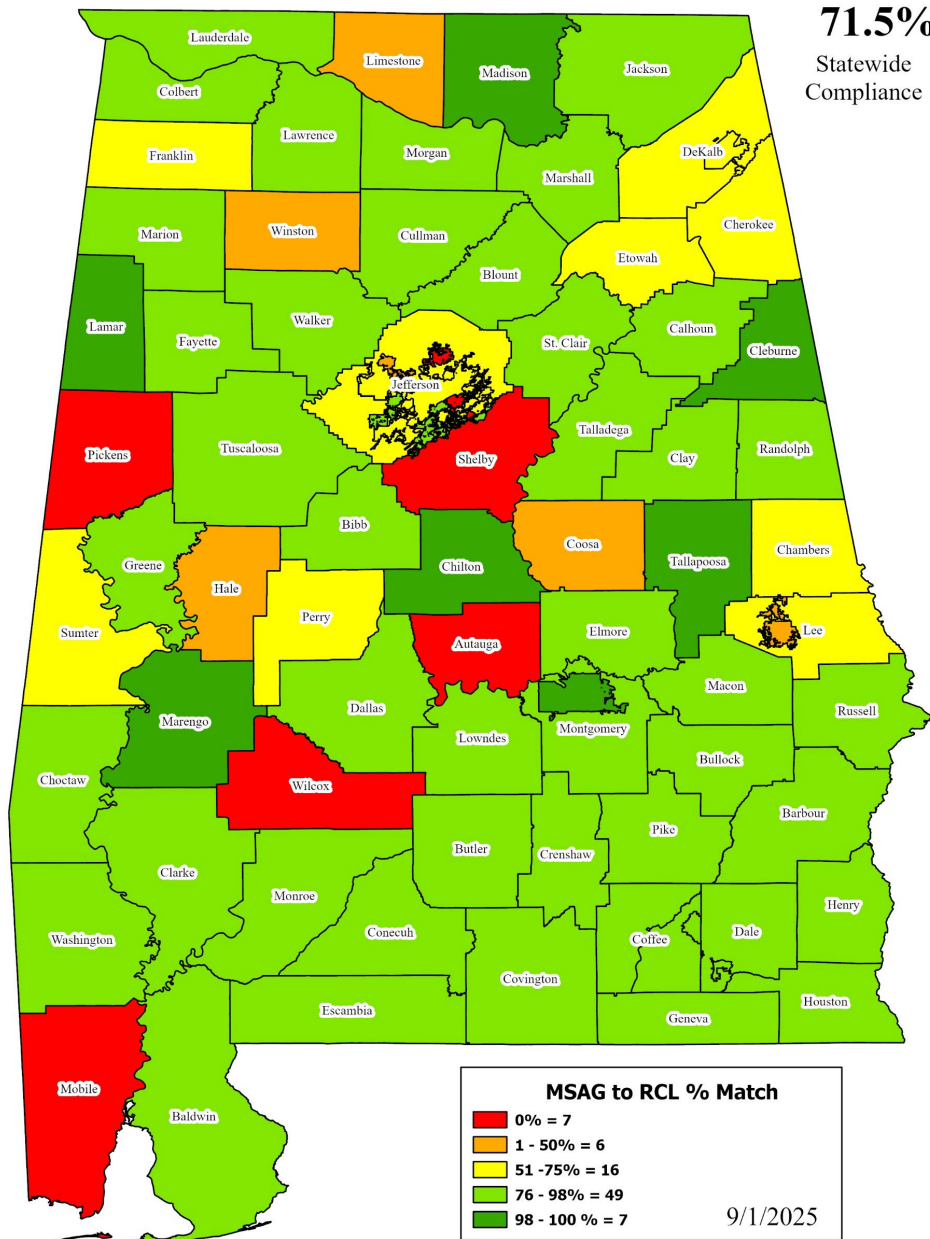 71.5%
Statewide
Compliance
Lauderdale
Limestone
Madison
Jackson
Colbert
Lawrence
Franklin
Morgan
DeKalb
Marshall
Marion
Winston
Cullman
Cherokee
Etowah
Blount
Lamar
Fayette
Walker
St. Clair
Calhoun
Cleburne
Jefferson
Pickens
Tuscaloosa
Shelby
Talladega
Clay
Randolph
Bibb
Greene
Hale
Chilton
Coosa
Tallapoosa
Chambers
Sumter
Perry
Autauga
Elmore
Lee
Macon
Marengo
Dallas
Lowndes
Montgomery
Russell
Choctaw
Wilcox
Bullock
Barbour
Clarke
Butler
Crenshaw
Pike
Monroe
Henry
Washington
Conecuh
Coffee
Dale
Covington
Escambia
Geneva
Houston
Mobile
Baldwin
MSAG to RCL % Match
0% = 7
1 - 50% = 6
51 -75% = 16
76 - 98% = 49
98 - 100 % = 7
9/1/2025